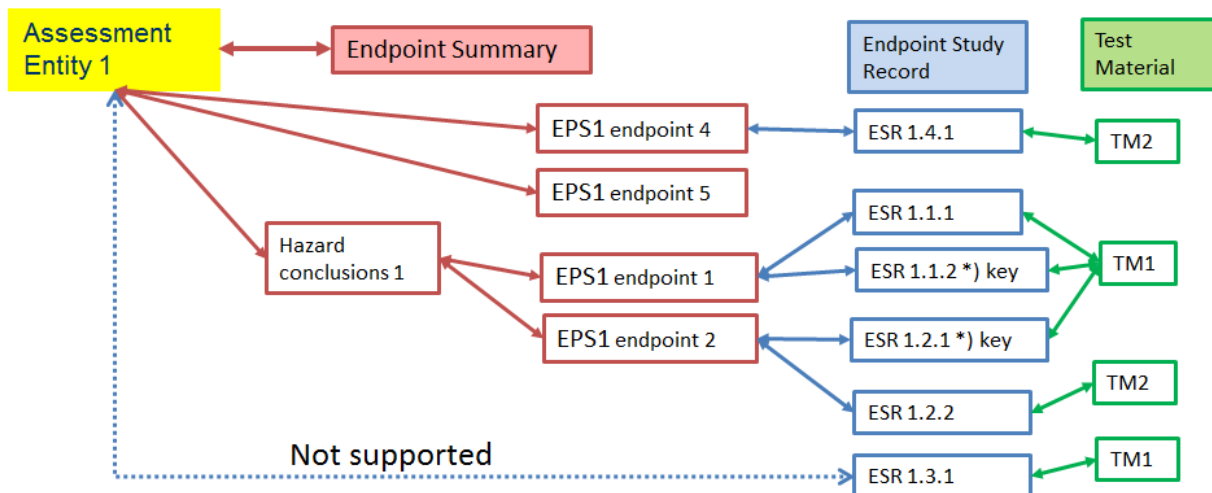 Assessment
Entity 1
Endpoint Summary
Endpoint Study
Record
Test
Material
EPS1 endpoint 4
ESR 1.4.1
TM2
EPS1 endpoint 5
ESR 1.1.1
Hazard
conclusions 1
EPS1 endpoint 1
ESR 1.1.2 *) key
TM1
EPS1 endpoint 2
ESR 1.2.1 *) key
TM2
ESR 1.2.2
Not supported
ESR 1.3.1
TM1